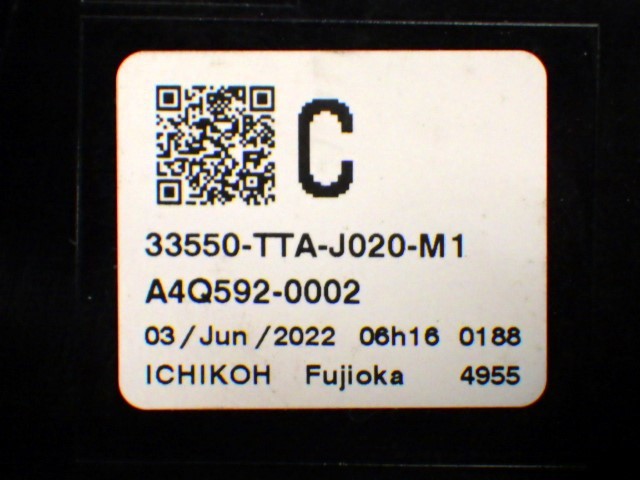 C
33550-TTA-J020-M1
A4Q592-0002
03/Jun/2022 06h16 0188
ICHIKOH Fujioka 4955